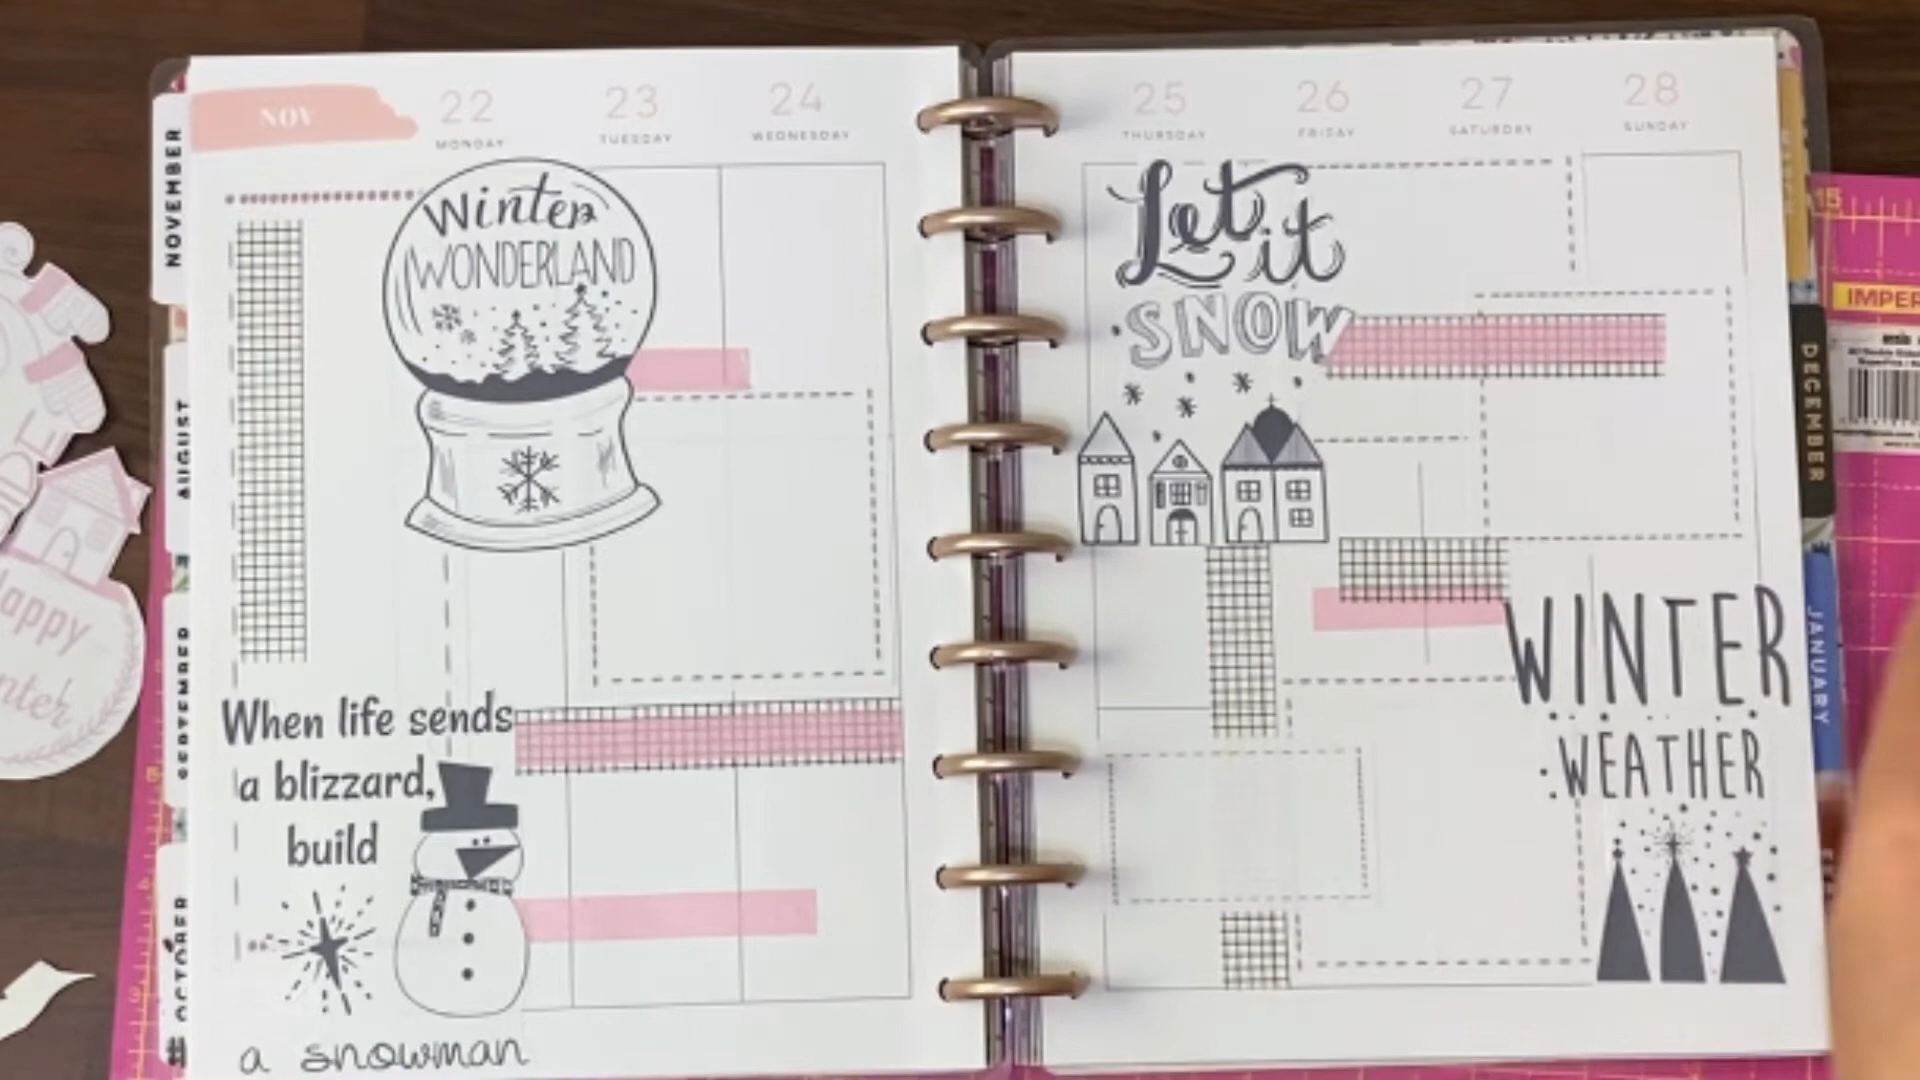 NOV
22
MONDAY
23
TUESDAY
24
WEDNESDAY
25
THURSDAY
26
FRIDAY
27
SATURDAY
28
SUNDAY
NOVEMBER
AUGUST
SEPTEMBER
OCTOBER
Winter
WONDERLAND
When life sends
a blizzard,
build
a snowman
Let
it
SNOW
WINTER
WEATHER
DECEMBER
JANUARY
15